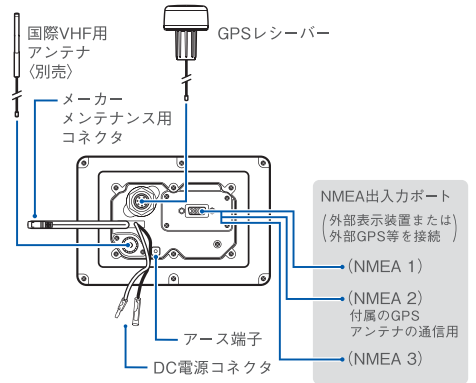 国際VHF用
アンテナ
〈別売〉
GPSレシーバー
メーカー
メンテナンス用
コネクタ
NMEA出入力ポート
(外部表示装置または
外部GPS等を接続)
(NMEA 1)
(NMEA 2)
付属のGPS
アンテナの通信用
(NMEA 3)
アース端子
DC電源コネクタ